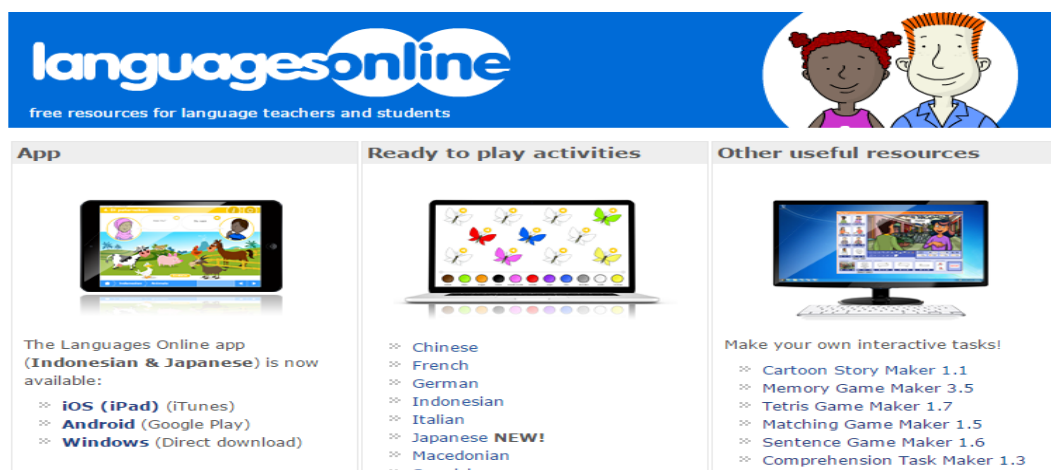 languagesonline
free resources for language teachers and students
App
The Languages Online app
(Indonesian & Japanese) is now
available:
iOS (iPad) (iTunes)
Android (Google Play)
Windows (Direct download)
Ready to play activities
Chinese
French
German
Indonesian
Italian
Japanese NEW!
Macedonian
Other useful resources
Make your own interactive tasks!
Cartoon Story Maker 1.1
Memory Game Maker 3.5
Tetris Game Maker 1.7
Matching Game Maker 1.5
Sentence Game Maker 1.6
Comprehension Task Maker 1.3